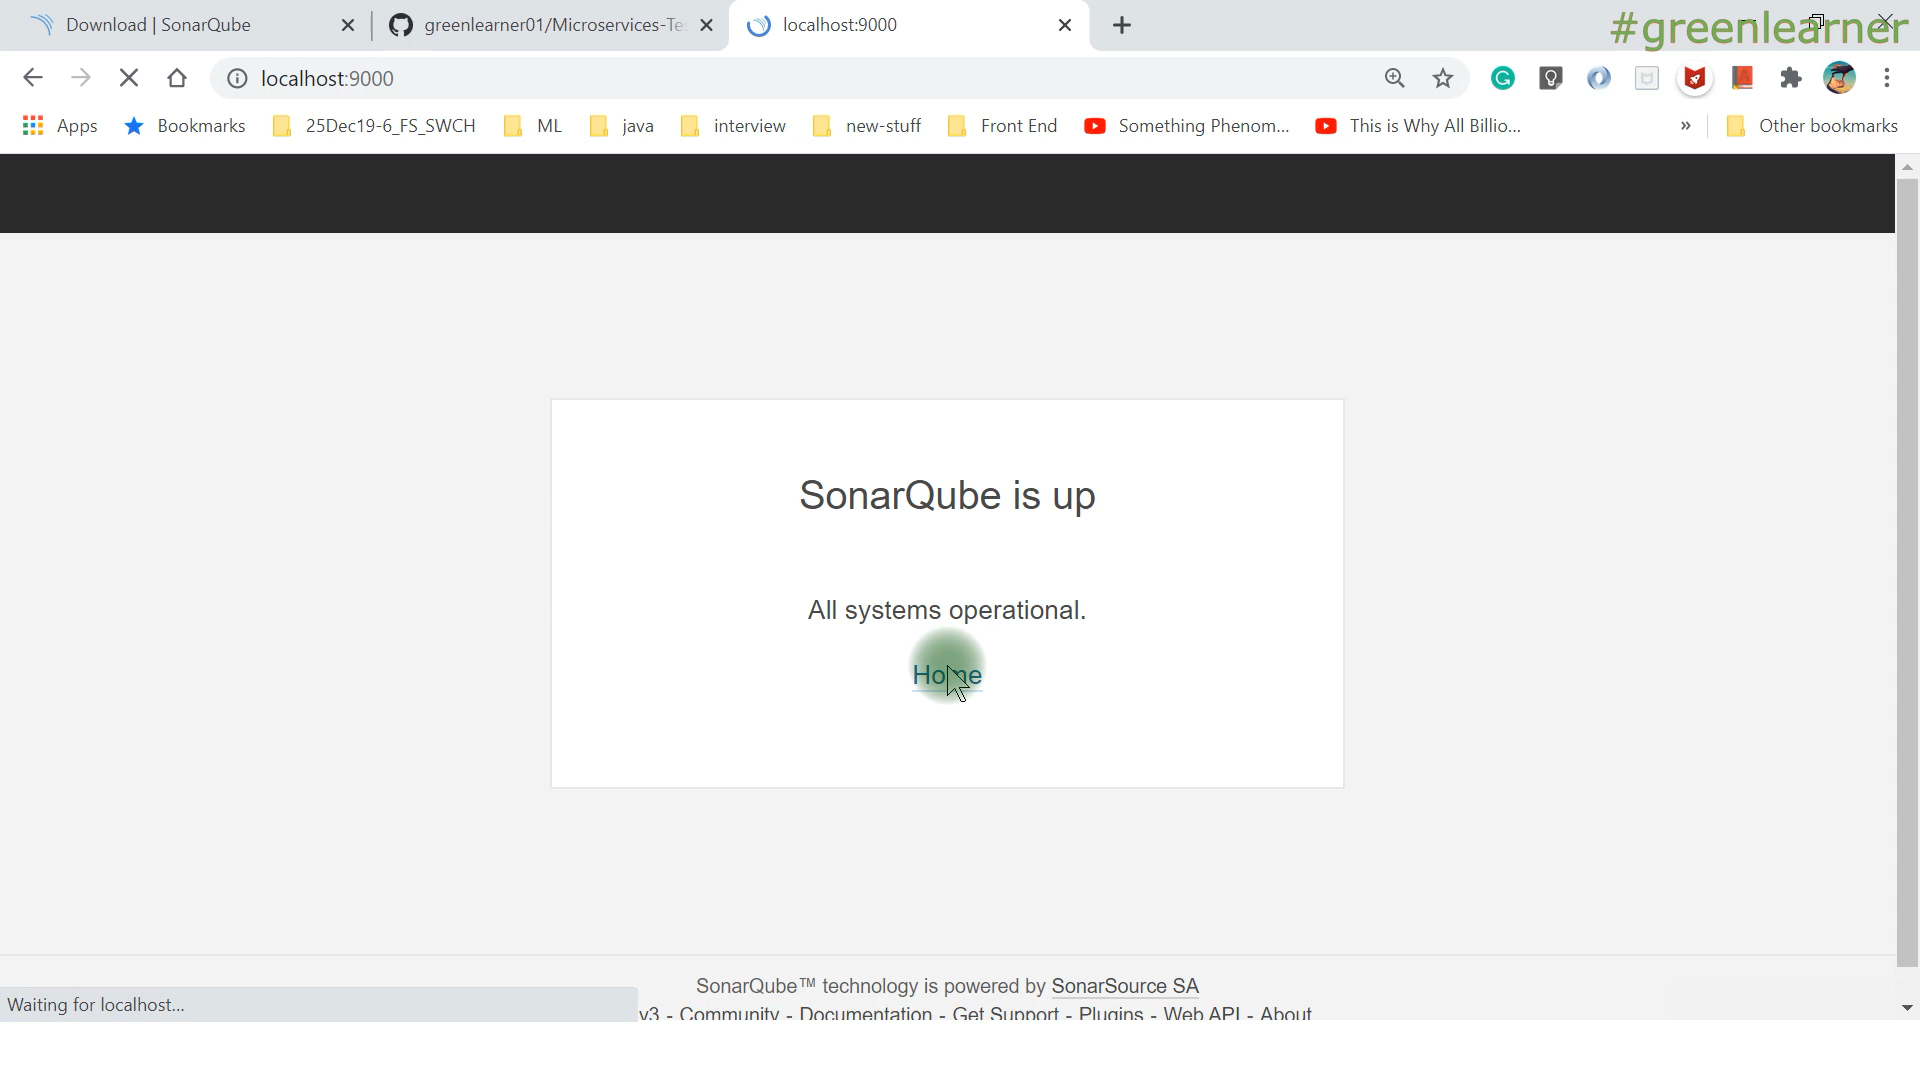 Download | SonarQube
greenlearner01/Microservices-Te
localhost:9000
#greenlearner
localhost:9000
Apps
Bookmarks
25Dec19-6_FS_SWCH
ML
java
interview
new-stuff
Front End
Something Phenom...
This is Why All Billio...
»
Other bookmarks
SonarQube is up
All systems operational.
Home
SonarQube™ technology is powered by SonarSource SA
Waiting for localhost...
v3 - Community - Documentation - Get Support - Plugins - Web API - About